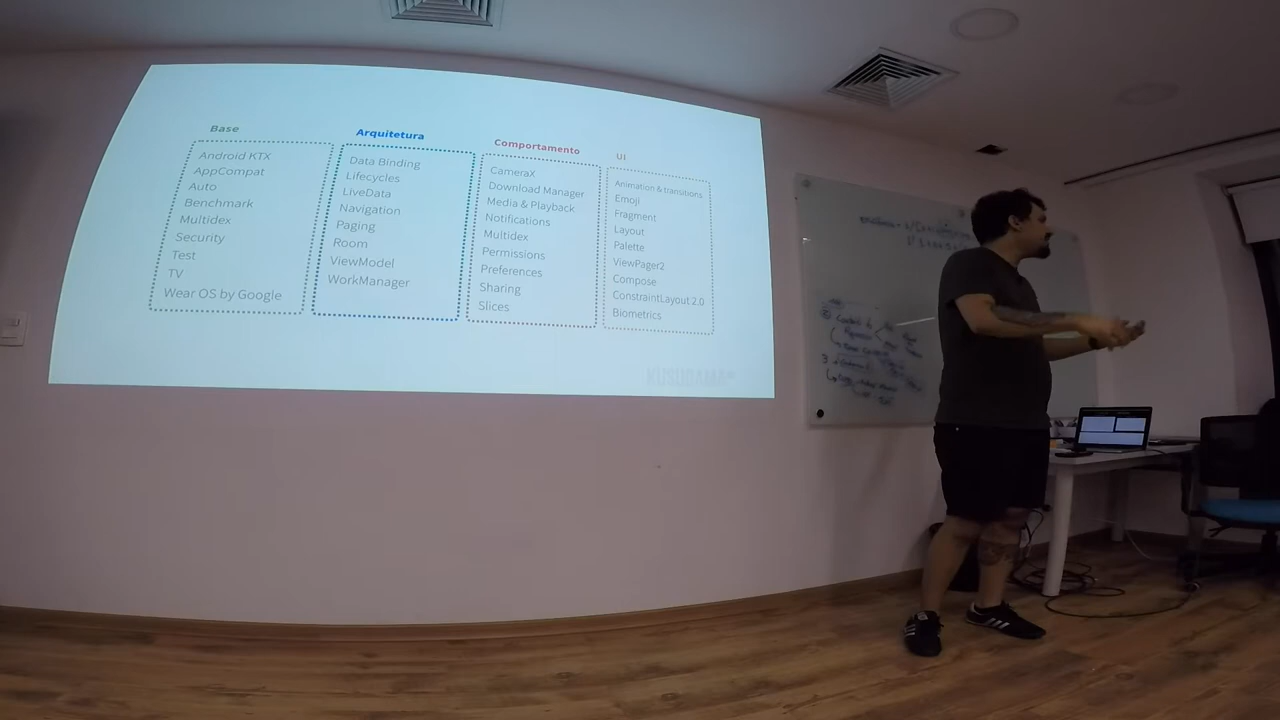 Base
Android KTX
AppCompat
Auto
Benchmark
Multidex
Security
Test
TV
Wear OS by Google
Arquitetura
Data Binding
Lifecycles
LiveData
Navigation
Paging
Room
ViewModel
WorkManager
Comportamento
CameraX
Download Manager
Media & Playback
Notifications
Multidex
Permissions
Preferences
Sharing
Slices
UI
Animation & transitions
Emoji
Fragment
Layout
Palette
ViewPager2
Compose
ConstraintLayout 2.0
Biometrics
KUSUDAMA